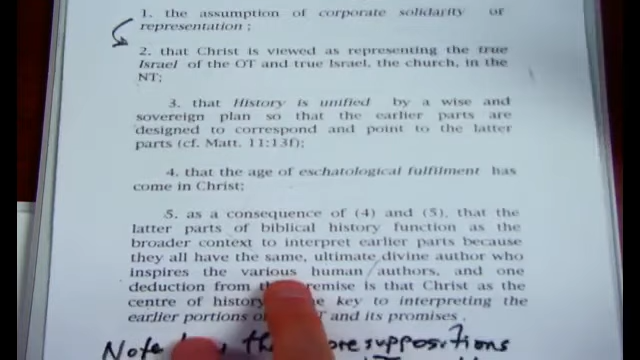 1. the assumption of corporate solidarity or
representation ;
2. that Christ is viewed as representing the true
Israel of the OT and true Israel, the church, in the
NT;
3. that History is unified by a wise and
sovereign plan so that the earlier parts are
designed to correspond and point to the latter
parts (cf. Matt. 11:13f);
4. that the age of eschatological fulfilment has
come in Christ;
5. as a consequence of (4) and (5), that the
latter parts of biblical history function as the
broader context to interpret earlier parts because
they all have the same, ultimate divine author who
inspires the various human authors, and one
deduction from premise is that Christ as the
centre of history key to interpreting the
earlier portions and its promises .
Note presuppositions